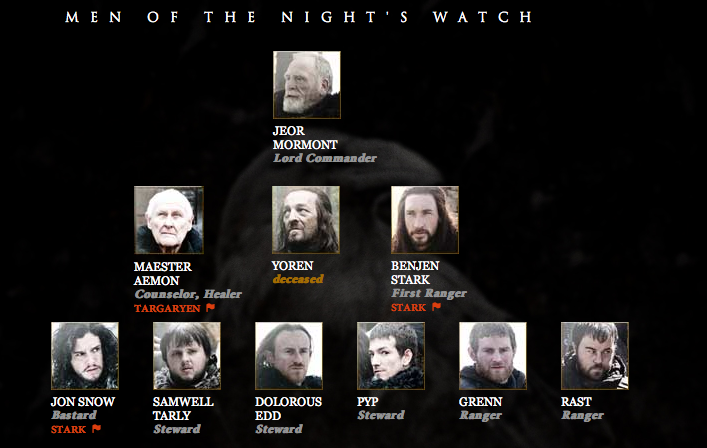 MEN OF THE NIGHT'S WATCH
JEOR
MORMONT
Lord Commander
MAESTER
AEMON
Counselor, Healer
TARGARYEN
YOREN
deceased
BENJEN
STARK
First Ranger
STARK
JON SNOW
Bastard
STARK
SAMWELL
TARLY
Steward
DOLOROUS
EDD
Steward
PYP
Steward
GRENN
Ranger
RAST
Ranger